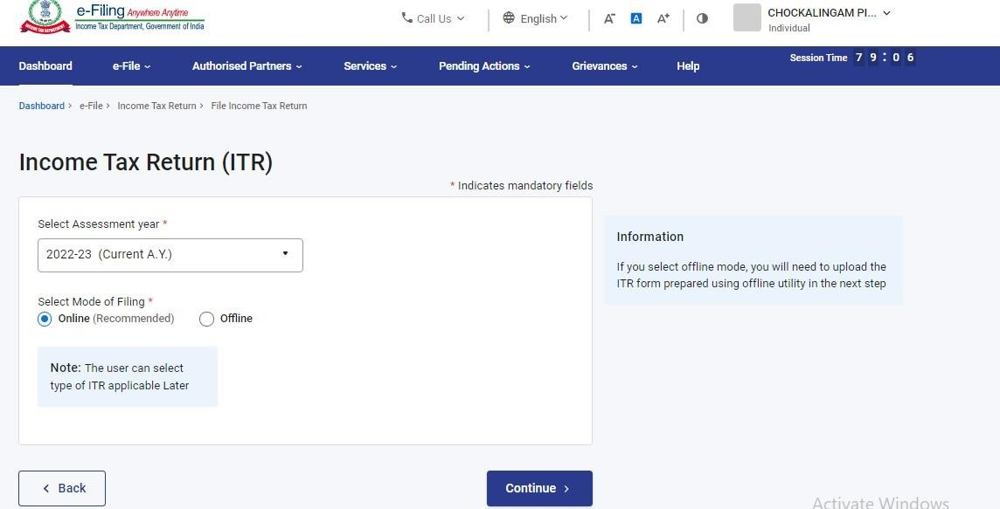 e-Filing Anywhere Anytime
Income Tax Department, Government of India
Call Us
English
A-
A
A+
CHOCKALINGAM PI...
Individual
Dashboard
e-File
Authorised Partners
Services
Pending Actions
Grievances
Help
Session Time 7 9 : 0 6
Dashboard > e-File > Income Tax Return > File Income Tax Return
Income Tax Return (ITR)
* Indicates mandatory fields
Select Assessment year *
2022-23 (Current A.Y.)
Select Mode of Filing *
Online (Recommended)
Offline
Note: The user can select
type of ITR applicable Later
Information
If you select offline mode, you will need to upload the
ITR form prepared using offline utility in the next step
< Back
Continue >
Activate Windows